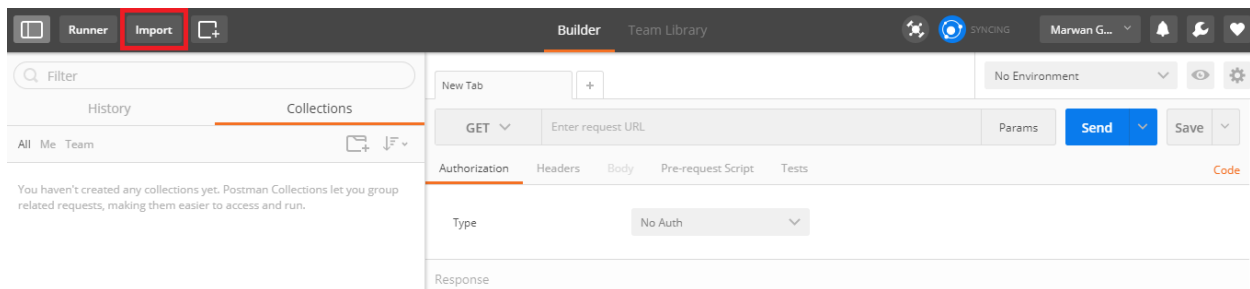 Runner Import Builder Team Library SYNCING Marwan G...
Filter
History Collections
All Me Team
You haven't created any collections yet. Postman Collections let you group
related requests, making them easier to access and run.
New Tab + No Environment
GET Enter request URL Params Send Save
Authorization Headers Body Pre-request Script Tests Code
Type No Auth
Response